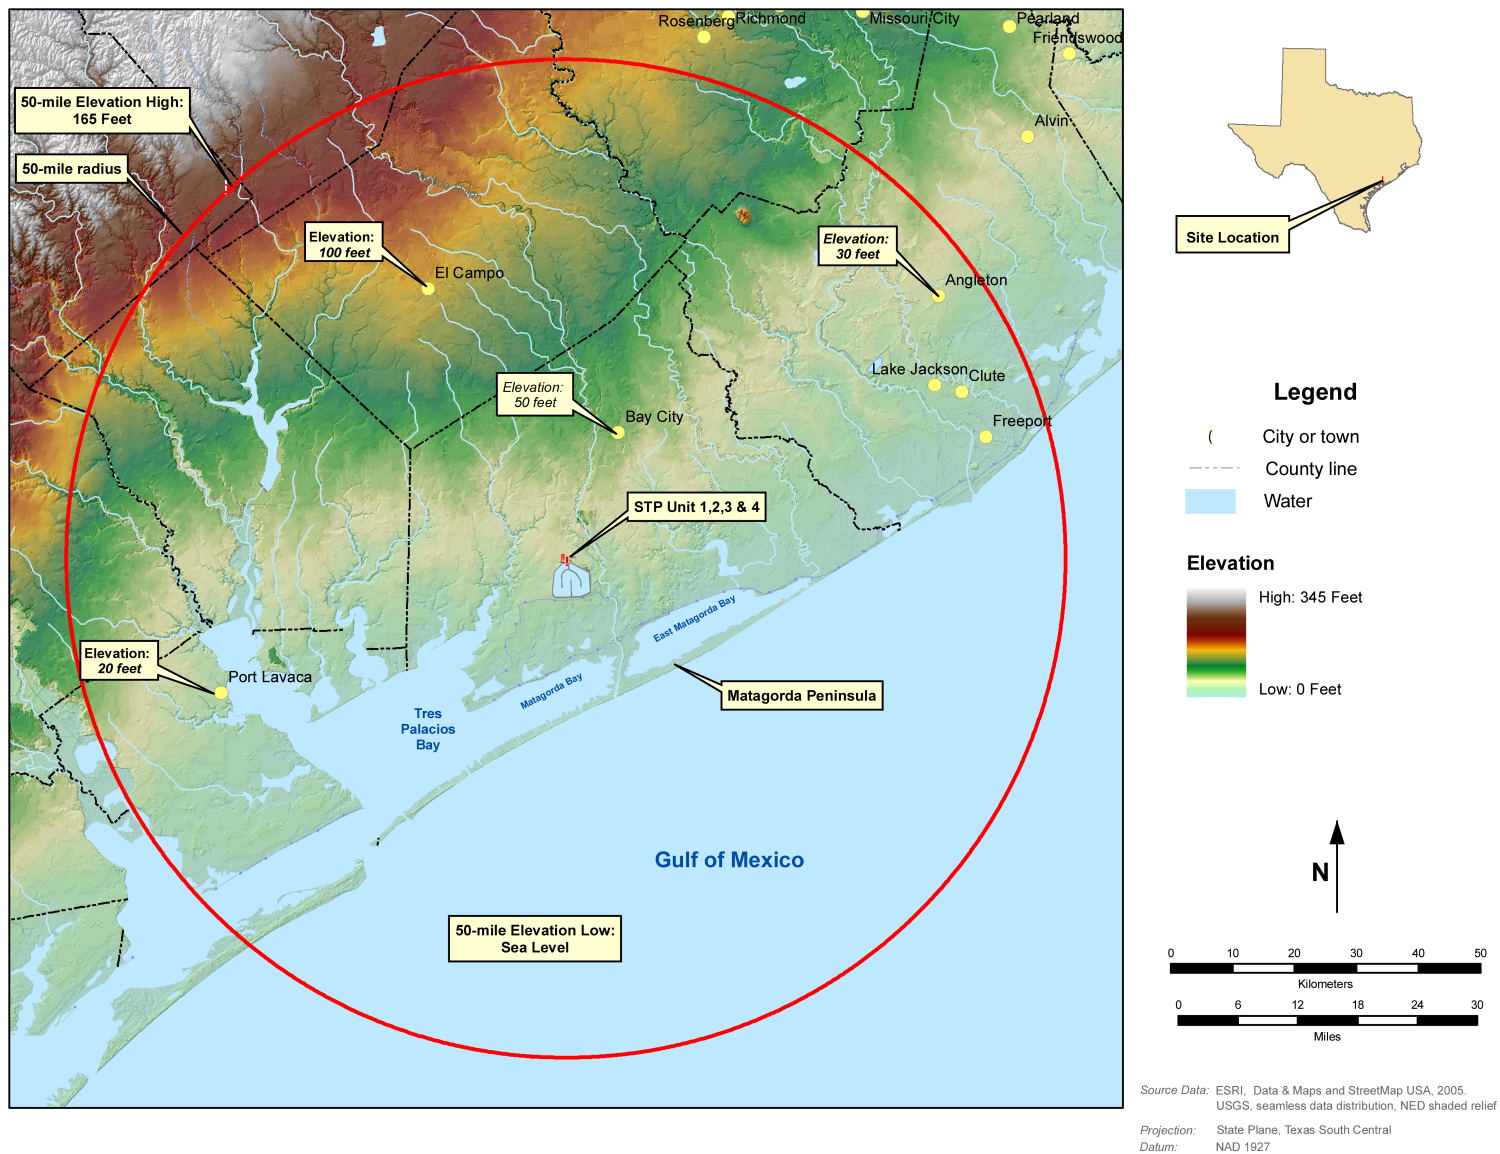 Rosenberg
Richmond
Missouri City
Pearland
Friendswood
50-mile Elevation High:
165 Feet
Alvin
50-mile radius
Site Location
Elevation:
100 feet
El Campo
Elevation:
30 feet
Angleton
Lake Jackson
Clute
Elevation:
50 feet
Bay City
Freeport
STP Unit 1,2,3 & 4
East Matagorda Bay
Elevation:
20 feet
Port Lavaca
Matagorda Bay
Matagorda Peninsula
Tres
Palacios
Bay
Gulf of Mexico
50-mile Elevation Low:
Sea Level
Legend
City or town
County line
Water
Elevation
High: 345 Feet
Low: 0 Feet
N
0 10 20 30 40 50
Kilometers
0 6 12 18 24 30
Miles
Source Data: ESRI, Data & Maps and StreetMap USA, 2005.
USGS, seamless data distribution, NED shaded relief
Projection: State Plane, Texas South Central
Datum: NAD 1927